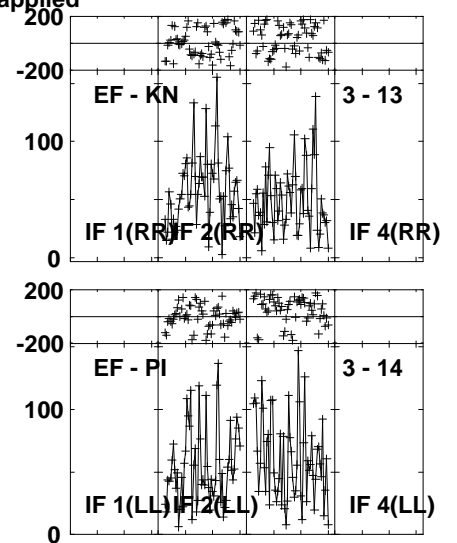 applied
200
-200
EF - KN 3 - 13
100
IF 1(RR) IF 2(RR) IF 4(RR)
0
200
-200
EF - PI 3 - 14
100
IF 1(LL) IF 2(LL) IF 4(LL)
0